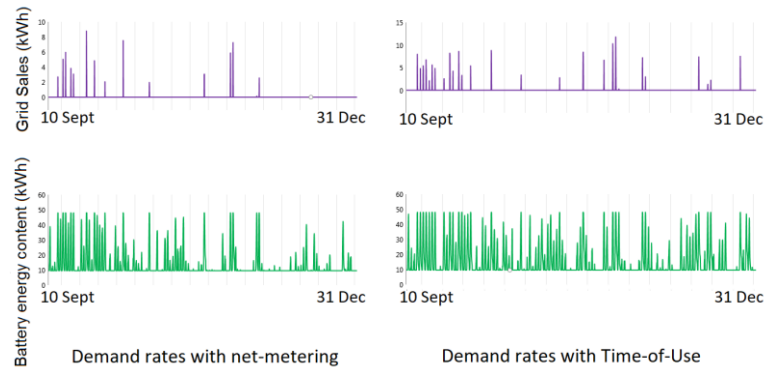 Grid Sales (kWh)
10
8
6
4
2
0
10 Sept
31 Dec
15
10
5
0
10 Sept
31 Dec
Battery energy content (kWh)
60
50
40
30
20
10
0
10 Sept
31 Dec
60
50
40
30
20
10
0
10 Sept
31 Dec
Demand rates with net-metering
Demand rates with Time-of-Use